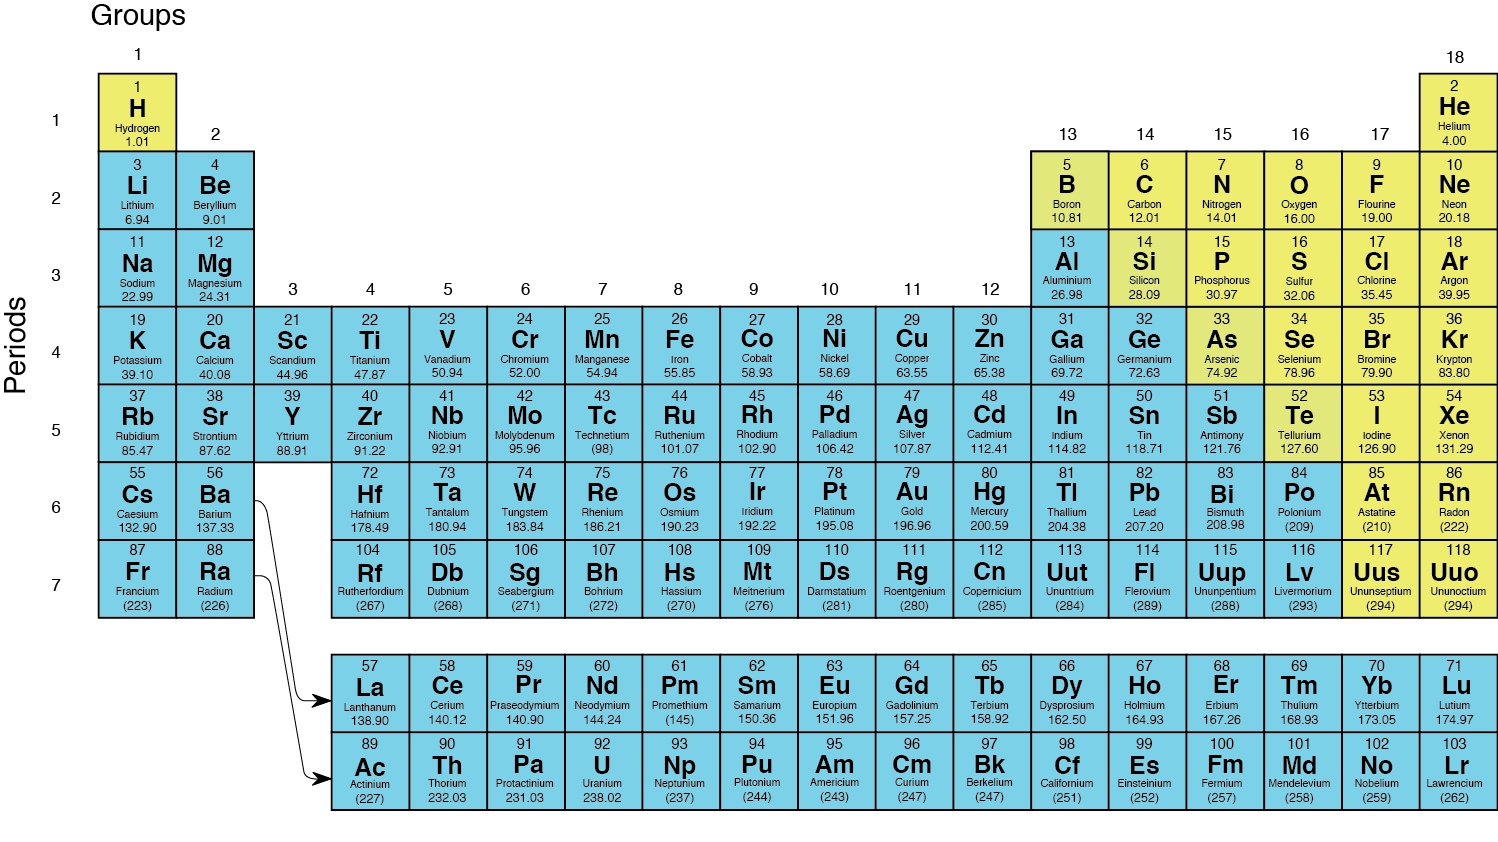 Groups
1
18
1
H
Hydrogen
1.01
2
He
Helium
4.00
1
2
13
14
15
16
17
3
Li
Lithium
6.94
4
Be
Beryllium
9.01
5
B
Boron
10.81
6
C
Carbon
12.01
7
N
Nitrogen
14.01
8
O
Oxygen
16.00
9
F
Flourine
19.00
10
Ne
Neon
20.18
2
11
Na
Sodium
22.99
12
Mg
Magnesium
24.31
13
Al
Aluminium
26.98
14
Si
Silicon
28.09
15
P
Phosphorus
30.97
16
S
Sulfur
32.06
17
Cl
Chlorine
35.45
18
Ar
Argon
39.95
3
3
4
5
6
7
8
9
10
11
12
Periods
4
19
K
Potassium
39.10
20
Ca
Calcium
40.08
21
Sc
Scandium
44.96
22
Ti
Titanium
47.87
23
V
Vanadium
50.94
24
Cr
Chromium
52.00
25
Mn
Manganese
54.94
26
Fe
Iron
55.85
27
Co
Cobalt
58.93
28
Ni
Nickel
58.69
29
Cu
Copper
63.55
30
Zn
Zinc
65.38
31
Ga
Gallium
69.72
32
Ge
Germanium
72.63
33
As
Arsenic
74.92
34
Se
Selenium
78.96
35
Br
Bromine
79.90
36
Kr
Krypton
83.80
5
37
Rb
Rubidium
85.47
38
Sr
Strontium
87.62
39
Y
Yttrium
88.91
40
Zr
Zirconium
91.22
41
Nb
Niobium
92.91
42
Mo
Molybdenum
95.96
43
Tc
Technetium
(98)
44
Ru
Ruthenium
101.07
45
Rh
Rhodium
102.90
46
Pd
Palladium
106.42
47
Ag
Silver
107.87
48
Cd
Cadmium
112.41
49
In
Indium
114.82
50
Sn
Tin
118.71
51
Sb
Antimony
121.76
52
Te
Tellurium
127.60
53
I
Iodine
126.90
54
Xe
Xenon
131.29
6
55
Cs
Caesium
132.90
56
Ba
Barium
137.33
72
Hf
Hafnium
178.49
73
Ta
Tantalum
180.94
74
W
Tungstem
183.84
75
Re
Rhenium
186.21
76
Os
Osmium
190.23
77
Ir
Iridium
192.22
78
Pt
Platinum
195.08
79
Au
Gold
196.96
80
Hg
Mercury
200.59
81
Tl
Thallium
204.38
82
Pb
Lead
207.20
83
Bi
Bismuth
208.98
84
Po
Polonium
(209)
85
At
Astatine
(210)
86
Rn
Radon
(222)
7
87
Fr
Francium
(223)
88
Ra
Radium
(226)
104
Rf
Rutherfordium
(267)
105
Db
Dubnium
(268)
106
Sg
Seabergium
(271)
107
Bh
Bohrium
(272)
108
Hs
Hassium
(270)
109
Mt
Meitnerium
(276)
110
Ds
Darmstatium
(281)
111
Rg
Roentgenium
(280)
112
Cn
Copernicium
(285)
113
Uut
Ununtrium
(284)
114
Fl
Flerovium
(289)
115
Uup
Ununpentium
(288)
116
Lv
Livermorium
(293)
117
Uus
Ununseptium
(294)
118
Uuo
Ununoctium
(294)
57
La
Lanthanum
138.90
58
Ce
Cerium
140.12
59
Pr
Praseodymium
140.90
60
Nd
Neodymium
144.24
61
Pm
Promethium
(145)
62
Sm
Samarium
150.36
63
Eu
Europium
151.96
64
Gd
Gadolinium
157.25
65
Tb
Terbium
158.92
66
Dy
Dysprosium
162.50
67
Ho
Holmium
164.93
68
Er
Erbium
167.26
69
Tm
Thulium
168.93
70
Yb
Ytterbium
173.05
71
Lu
Lutium
174.97
89
Ac
Actinium
(227)
90
Th
Thorium
232.03
91
Pa
Protactinium
231.03
92
U
Uranium
238.02
93
Np
Neptunium
(237)
94
Pu
Plutonium
(244)
95
Am
Americium
(243)
96
Cm
Curium
(247)
97
Bk
Berkelium
(247)
98
Cf
Californium
(251)
99
Es
Einsteinium
(252)
100
Fm
Fermium
(257)
101
Md
Mendelevium
(258)
102
No
Nobelium
(259)
103
Lr
Lawrencium
(262)